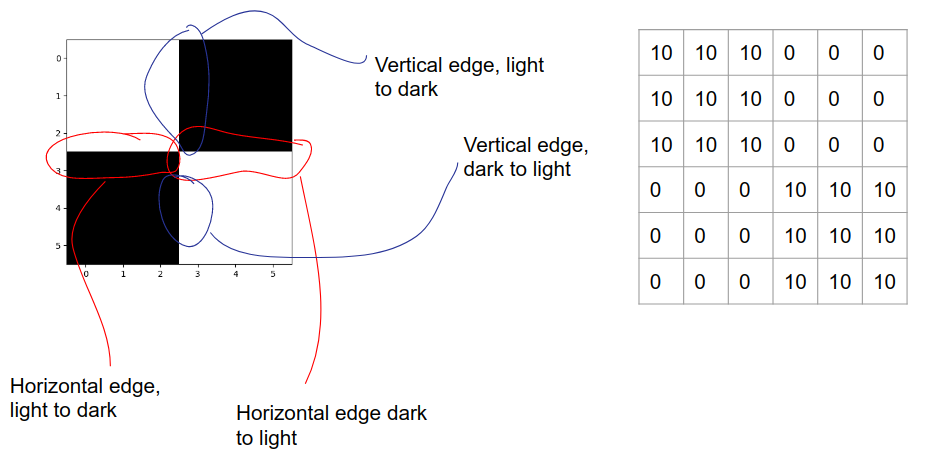 Vertical edge, light
to dark
Vertical edge,
dark to light
Horizontal edge,
light to dark
Horizontal edge dark
to light
0
1
2
3
4
5
0 1 2 3 4 5
10 10 10 0 0 0
10 10 10 0 0 0
10 10 10 0 0 0
0 0 0 10 10 10
0 0 0 10 10 10
0 0 0 10 10 10